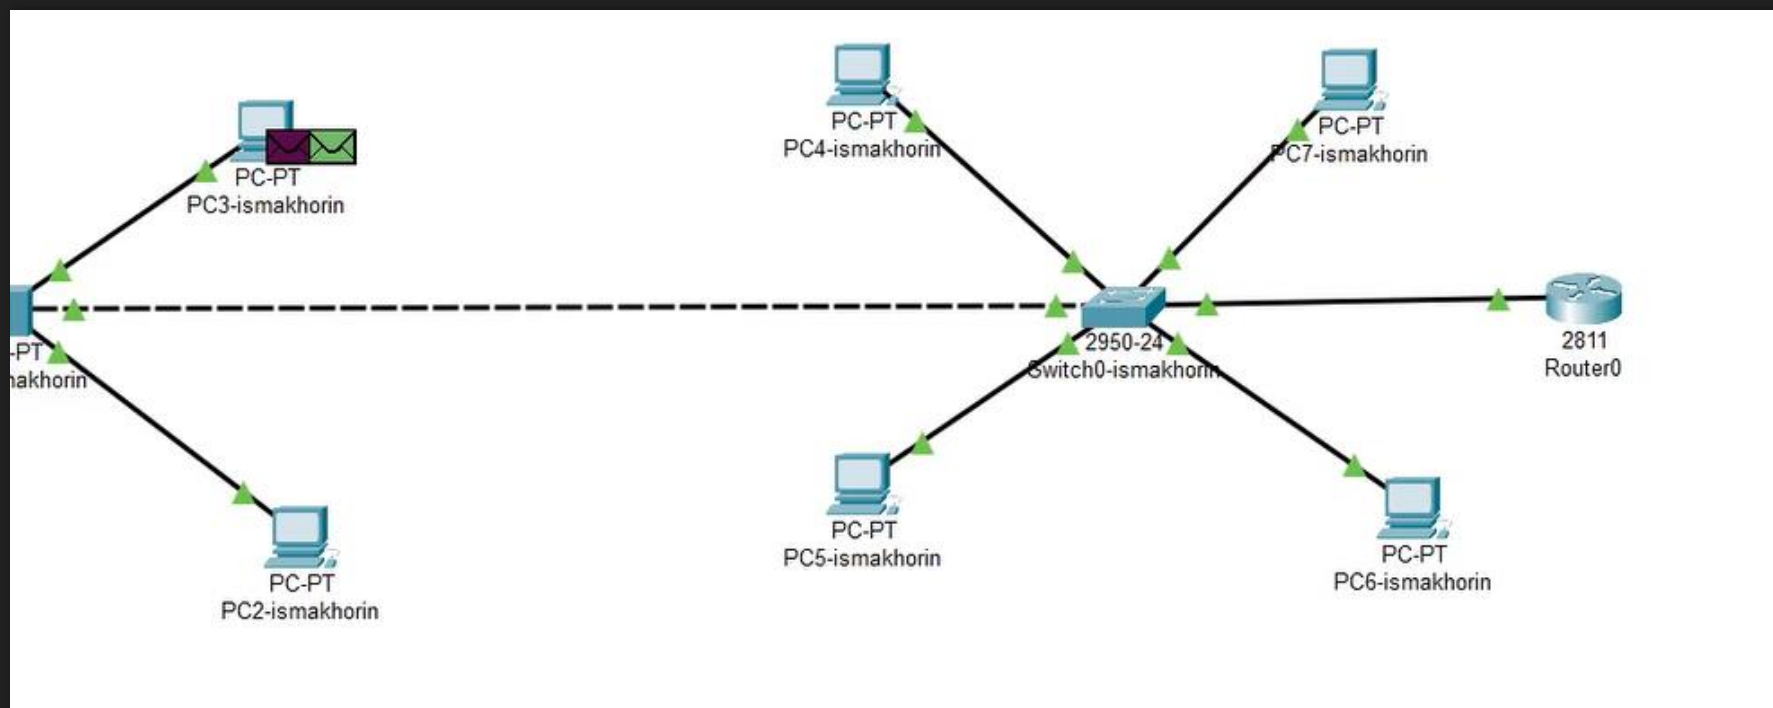 PC-PT
PC3-ismakhorin
PC-PT
PC4-ismakhorin
PC-PT
PC7-ismakhorin
-PT
nakhorin
2950-24
Switch0-ismakhorin
2811
Router0
PC-PT
PC2-ismakhorin
PC-PT
PC5-ismakhorin
PC-PT
PC6-ismakhorin